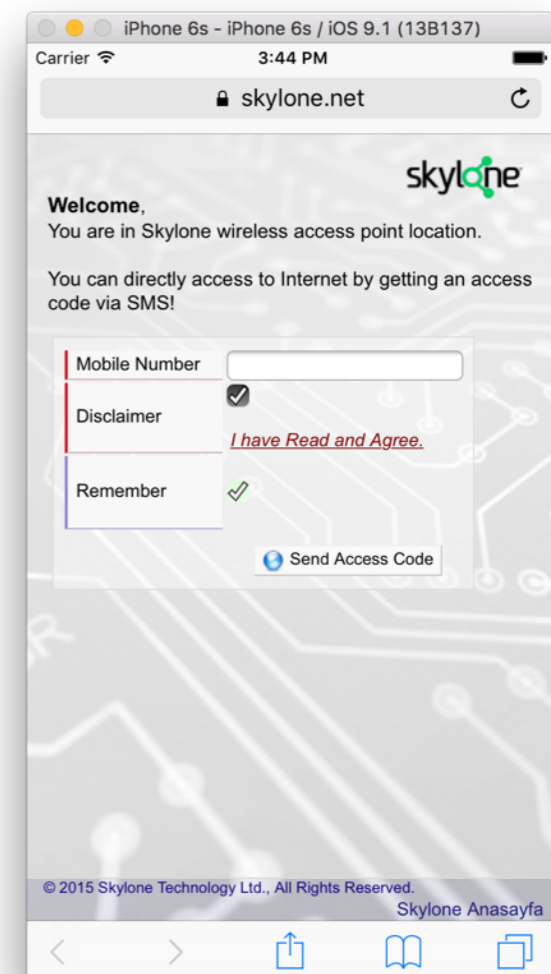 iPhone 6s - iPhone 6s / iOS 9.1 (13B137)
Carrier 3:44 PM
skylone.net
skylone
Welcome,
You are in Skylone wireless access point location.
You can directly access to Internet by getting an access
code via SMS!
Mobile Number
Disclaimer
I have Read and Agree.
Remember
Send Access Code
© 2015 Skylone Technology Ltd., All Rights Reserved.
Skylone Anasayfa